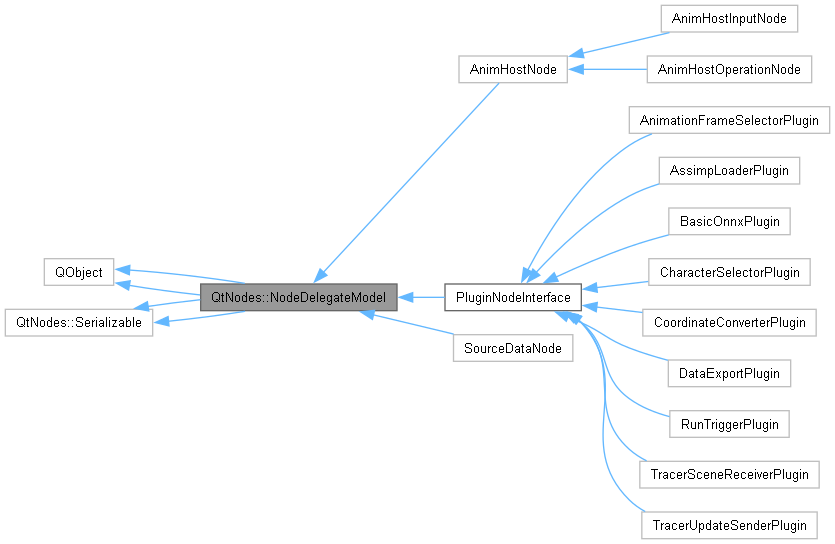 AnimHostInputNode
AnimHostNode
AnimHostOperationNode
AnimationFrameSelectorPlugin
AssimpLoaderPlugin
BasicOnnxPlugin
QObject
CharacterSelectorPlugin
QtNodes::NodeDelegateModel
PluginNodeInterface
QtNodes::Serializable
CoordinateConverterPlugin
SourceDataNode
DataExportPlugin
RunTriggerPlugin
TracerSceneReceiverPlugin
TracerUpdateSenderPlugin